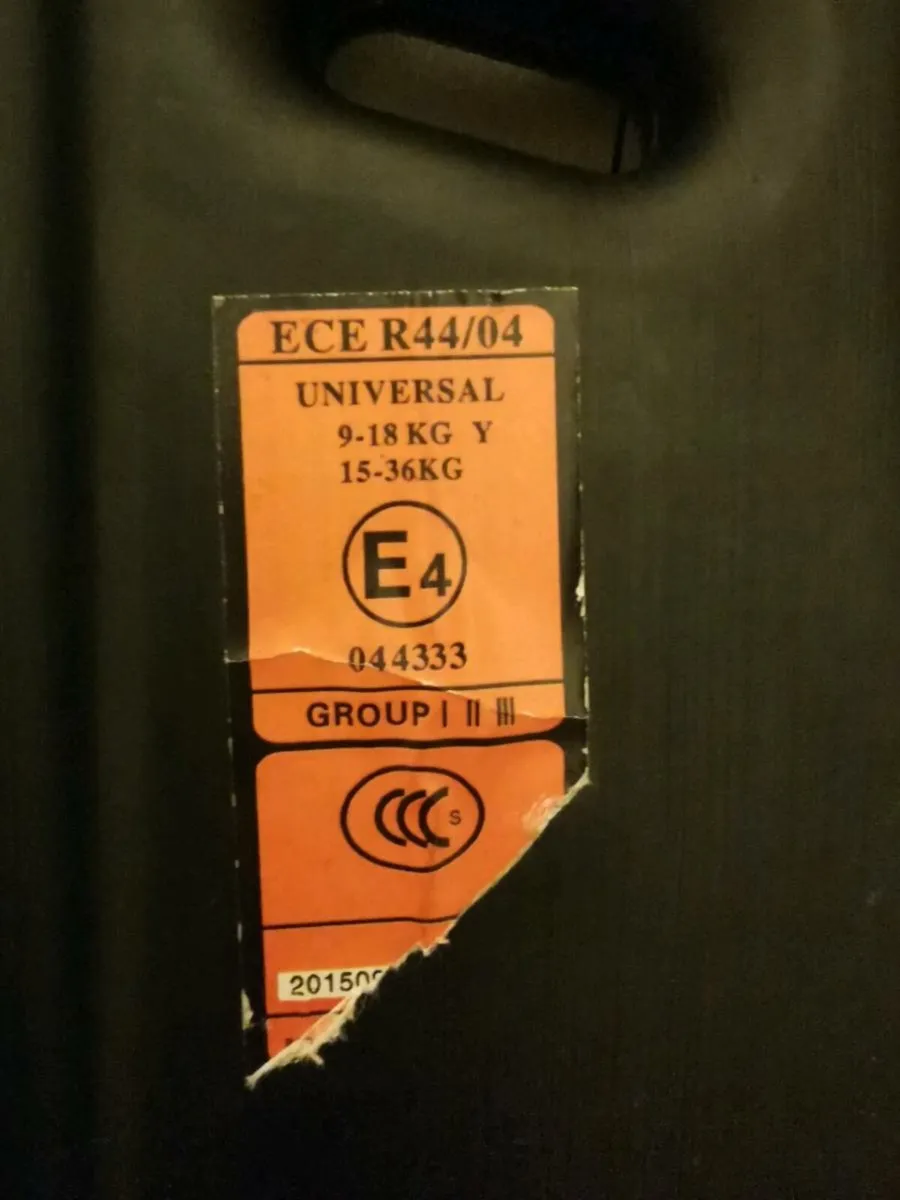 ECE R44/04
UNIVERSAL
9-18 KG Y
15-36KG
E4
044333
GROUP I II III
CCC S